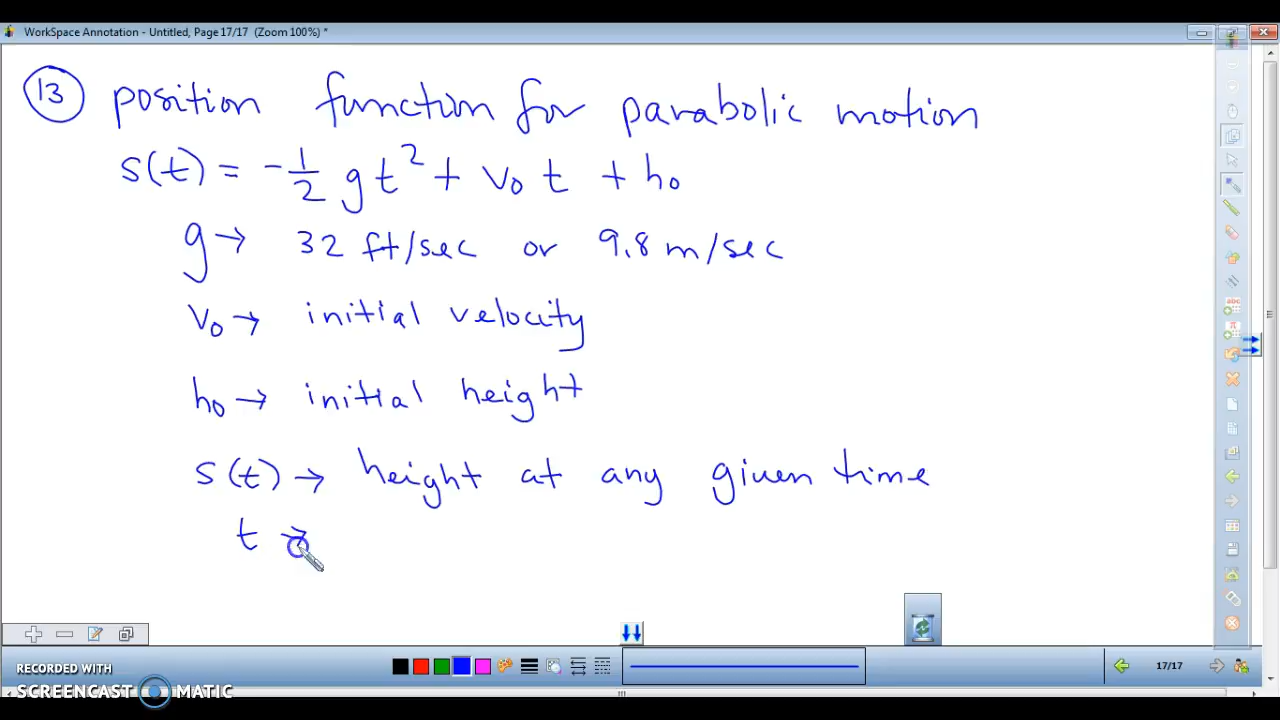 WorkSpace Annotation - Untitled, Page 17/17 (Zoom 100%) *
13 position function for parabolic motion
s(t) = -1/2 g t² + v₀ t + h₀
g → 32 ft/sec or 9.8 m/sec
v₀ → initial velocity
h₀ → initial height
s(t) → height at any given time
t →
RECORDED WITH
SCREENCAST MATIC
17/17